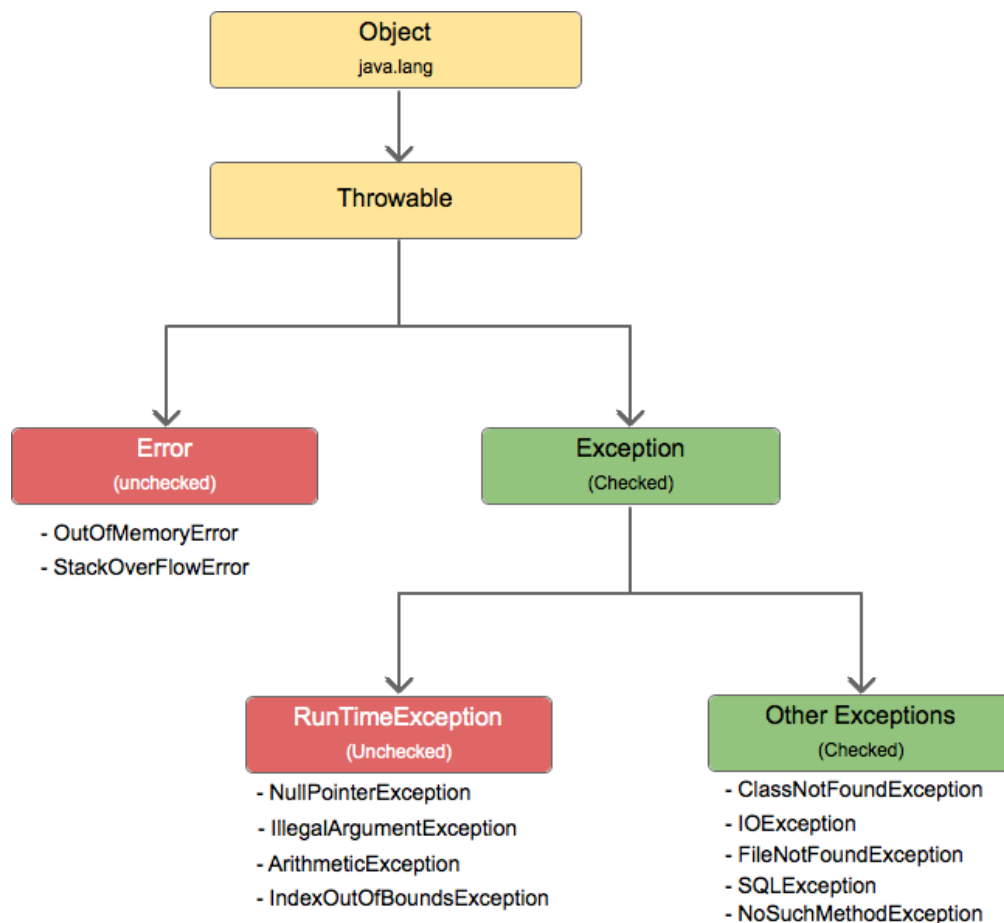 Object
java.lang
Throwable
Error
(unchecked)
- OutOfMemoryError
- StackOverFlowError
Exception
(Checked)
RunTimeException
(Unchecked)
- NullPointerException
- IllegalArgumentException
- ArithmeticException
- IndexOutOfBoundsException
Other Exceptions
(Checked)
- ClassNotFoundException
- IOException
- FileNotFoundException
- SQLException
- NoSuchMethodException